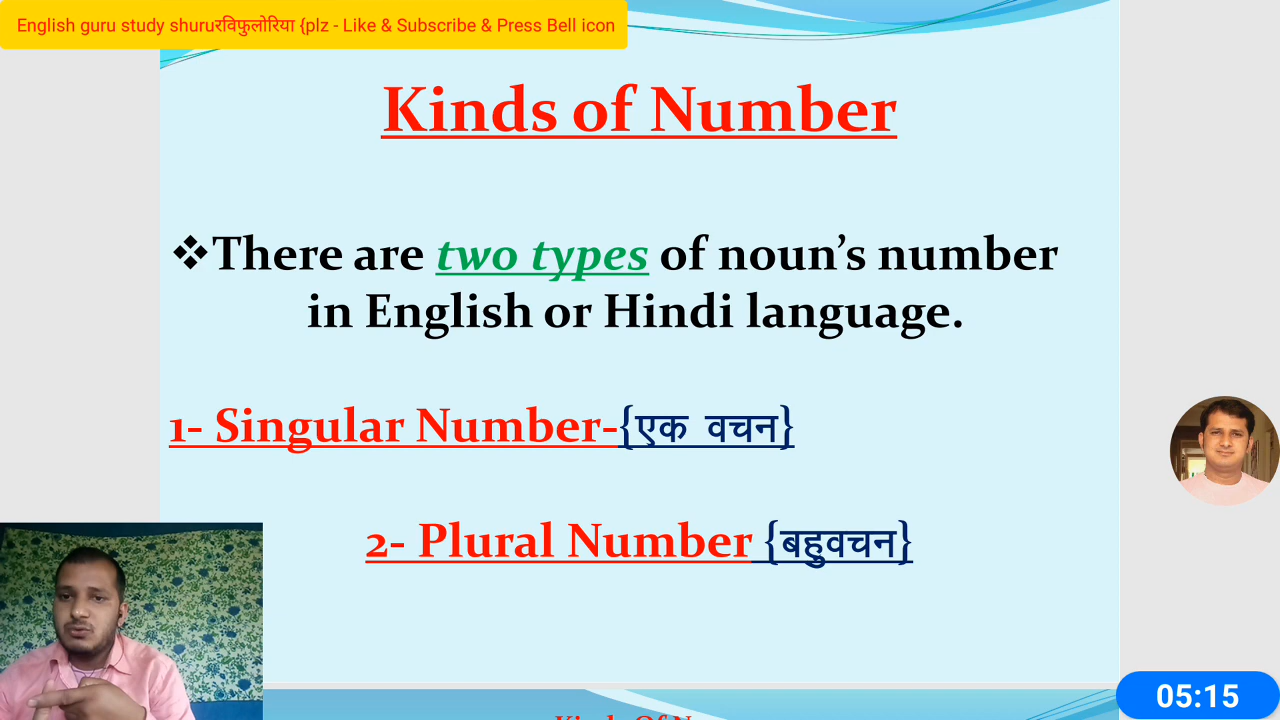 English guru study shuruरविफुलोरिया {plz - Like & Subscribe & Press Bell icon
Kinds of Number
❖There are two types of noun’s number
in English or Hindi language.
1- Singular Number-{एक वचन}
2- Plural Number {बहुवचन}
05:15